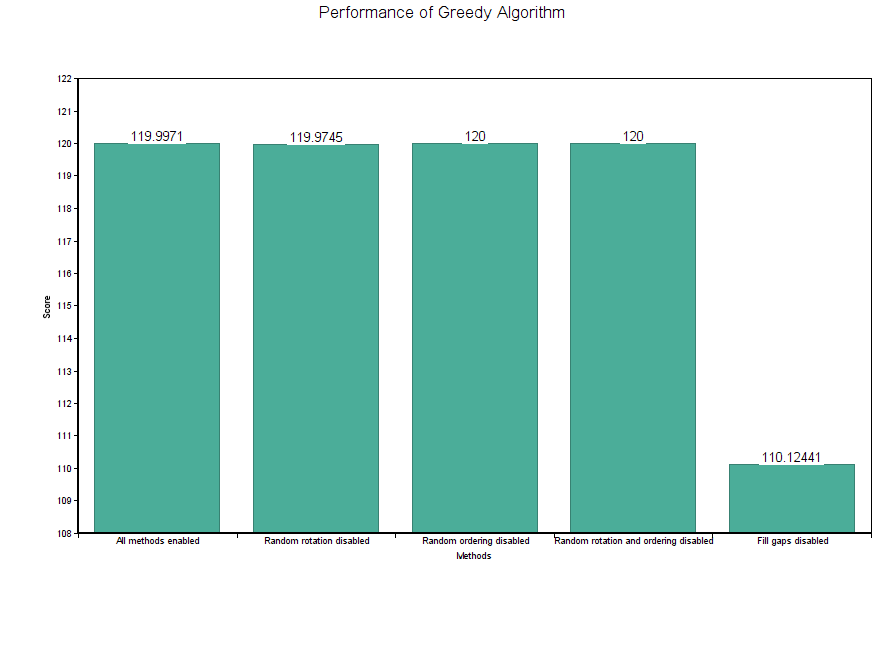 Performance of Greedy Algorithm
122
121
120
119
118
117
116
115
114
113
112
111
110
109
108
Score
119.9971
119.9745
120
120
110.12441
All methods enabled
Random rotation disabled
Random ordering disabled
Random rotation and ordering disabled
Fill gaps disabled
Methods